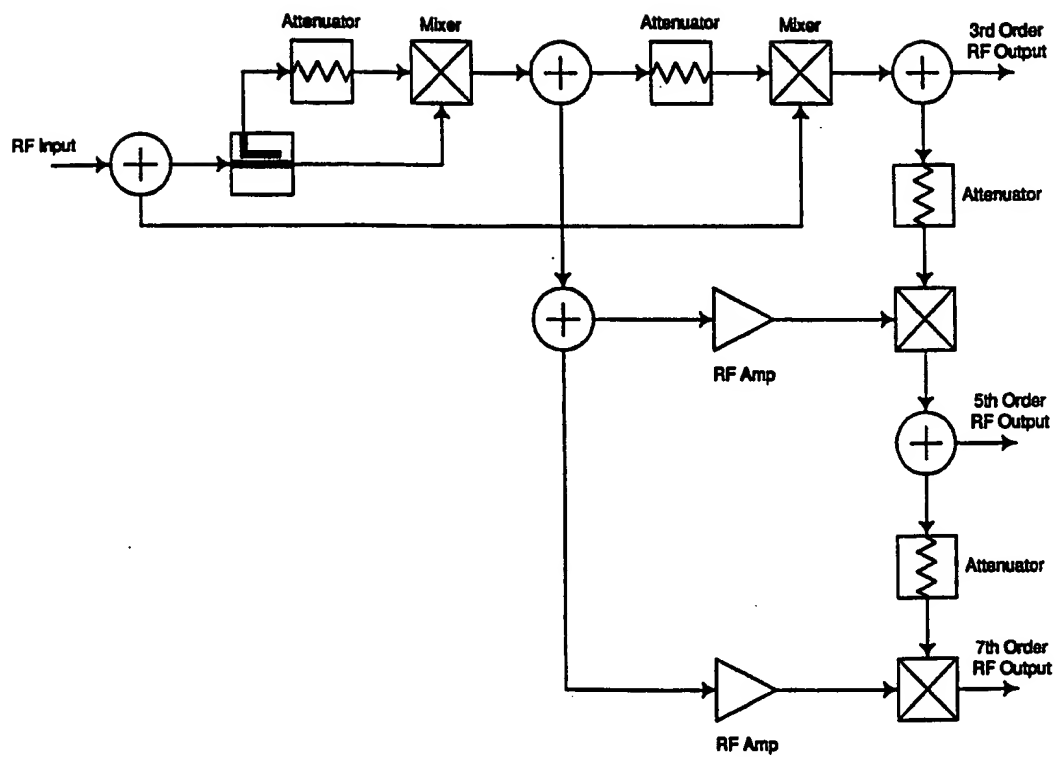 Attenuator
Mixer
Attenuator
Mixer
3rd Order
RF Output
RF Input
Attenuator
RF Amp
5th Order
RF Output
Attenuator
7th Order
RF Output
RF Amp